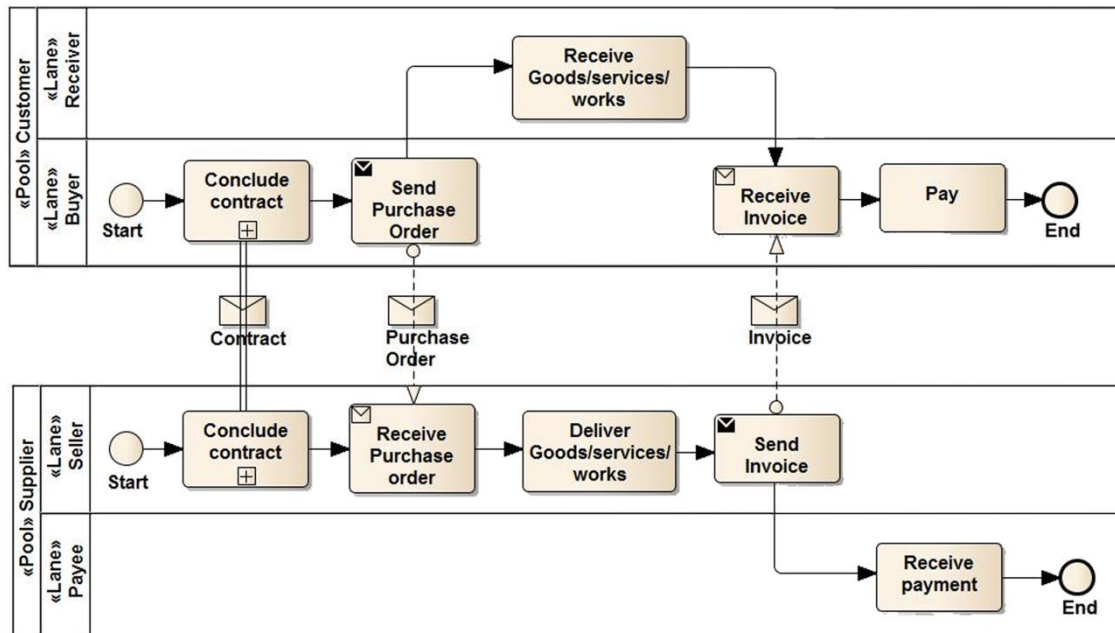 «Pool» Customer
«Lane»
Receiver
Receive
Goods/services/
works
«Lane»
Buyer
Start
Conclude
contract
Send
Purchase
Order
Receive
Invoice
Pay
End
Contract
Purchase
Order
Invoice
«Pool» Supplier
«Lane»
Seller
Start
Conclude
contract
Receive
Purchase
order
Deliver
Goods/services/
works
Send
Invoice
«Lane»
Payee
Receive
payment
End